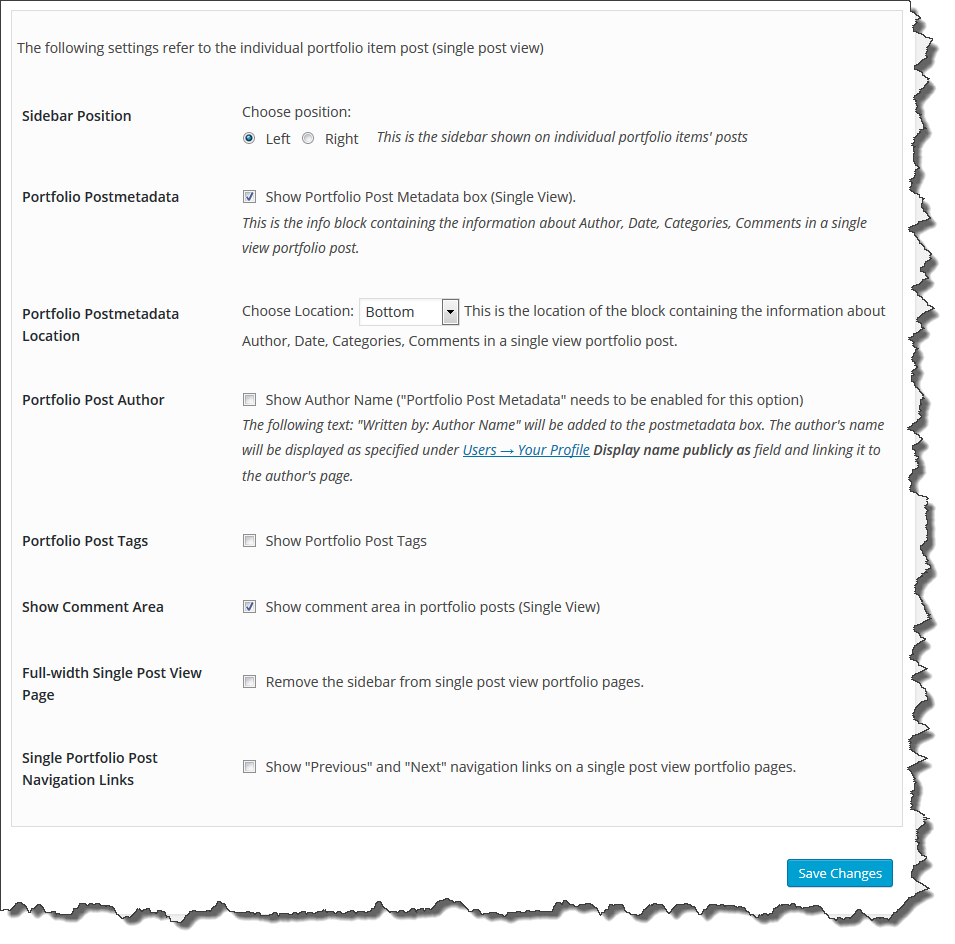 The following settings refer to the individual portfolio item post (single post view)
Sidebar Position
Choose position:
Left Right This is the sidebar shown on individual portfolio items' posts
Portfolio Postmetadata
Show Portfolio Post Metadata box (Single View).
This is the info block containing the information about Author, Date, Categories, Comments in a single
view portfolio post.
Portfolio Postmetadata
Location
Choose Location: Bottom This is the location of the block containing the information about
Author, Date, Categories, Comments in a single view portfolio post.
Portfolio Post Author
Show Author Name ("Portfolio Post Metadata" needs to be enabled for this option)
The following text: "Written by: Author Name" will be added to the postmetadata box. The author's name
will be displayed as specified under Users → Your Profile Display name publicly as field and linking it to
the author's page.
Portfolio Post Tags
Show Portfolio Post Tags
Show Comment Area
Show comment area in portfolio posts (Single View)
Full-width Single Post View
Page
Remove the sidebar from single post view portfolio pages.
Single Portfolio Post
Navigation Links
Show "Previous" and "Next" navigation links on a single post view portfolio pages.
Save Changes